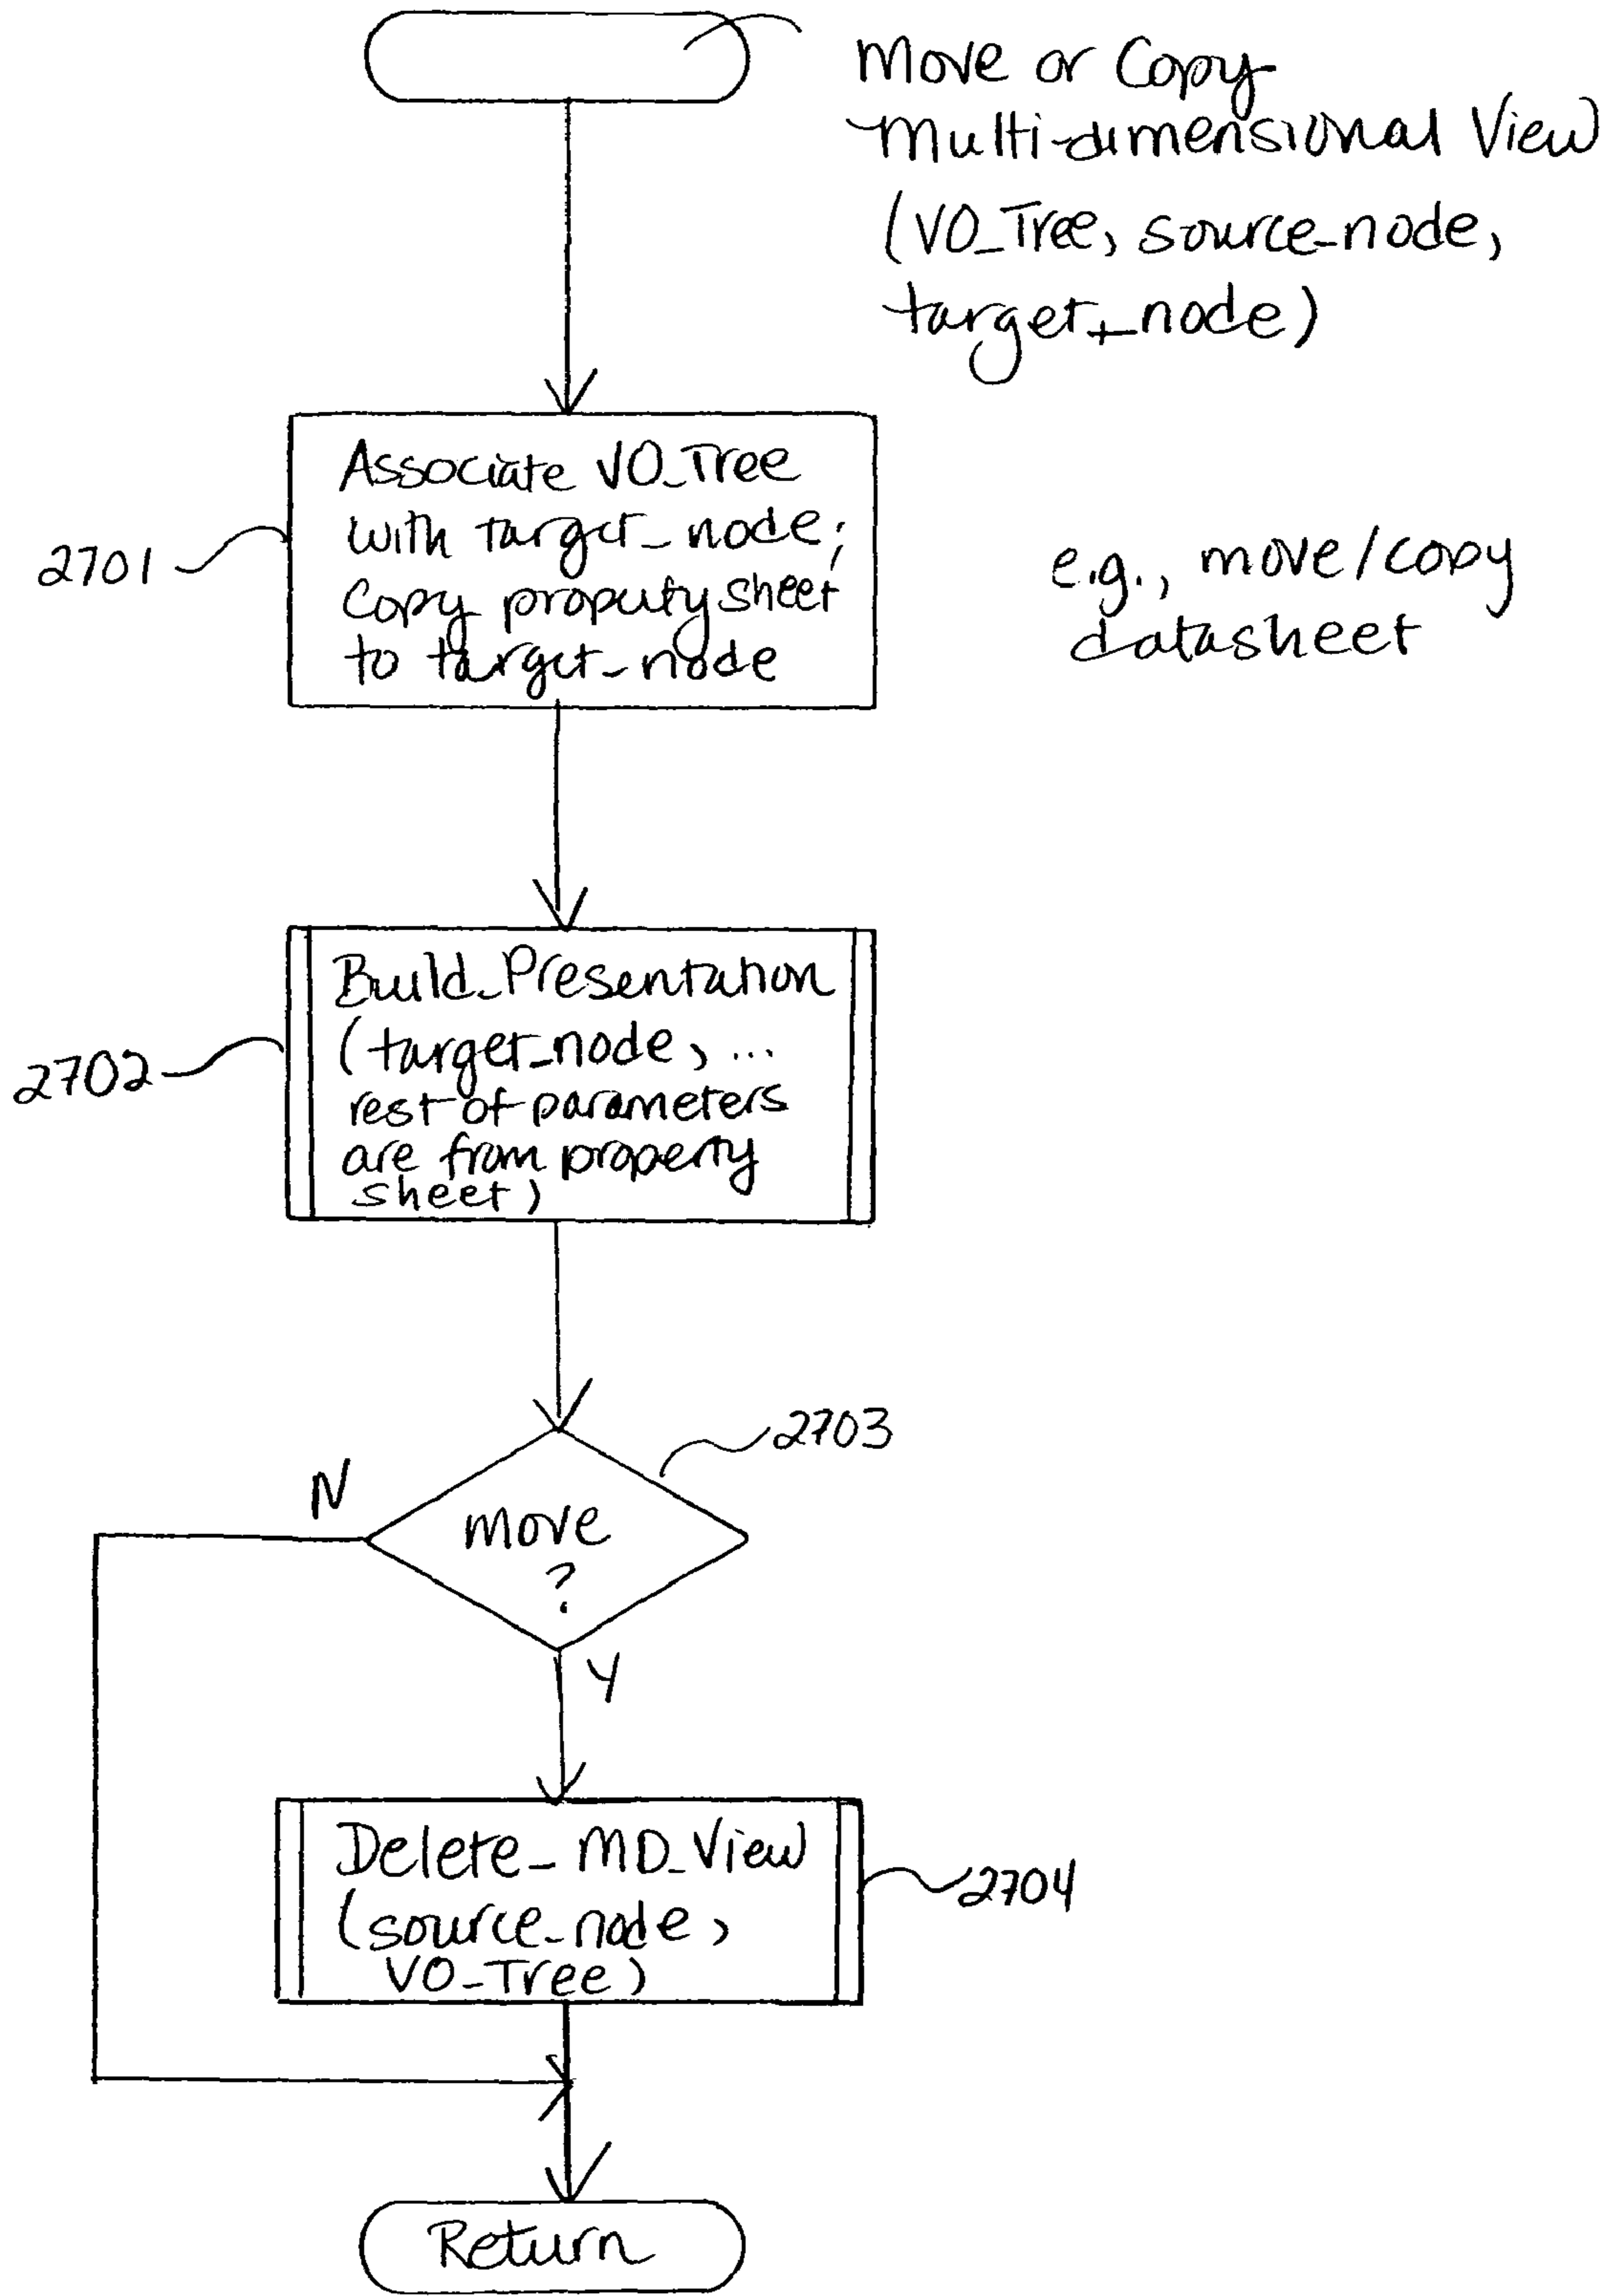 Move or Copy
Multi-dimensional View
(VO_Tree, source_node,
target_node)
Associate VO_Tree
with target_node;
Copy property sheet
to target_node
2701
e.g., move/copy
datasheet
Build_Presentation
(target_node, ...
rest of parameters
are from property
sheet)
2702
2703
N
move
?
Y
Delete_MD_View
(source_node,
VO_Tree)
2704
Return